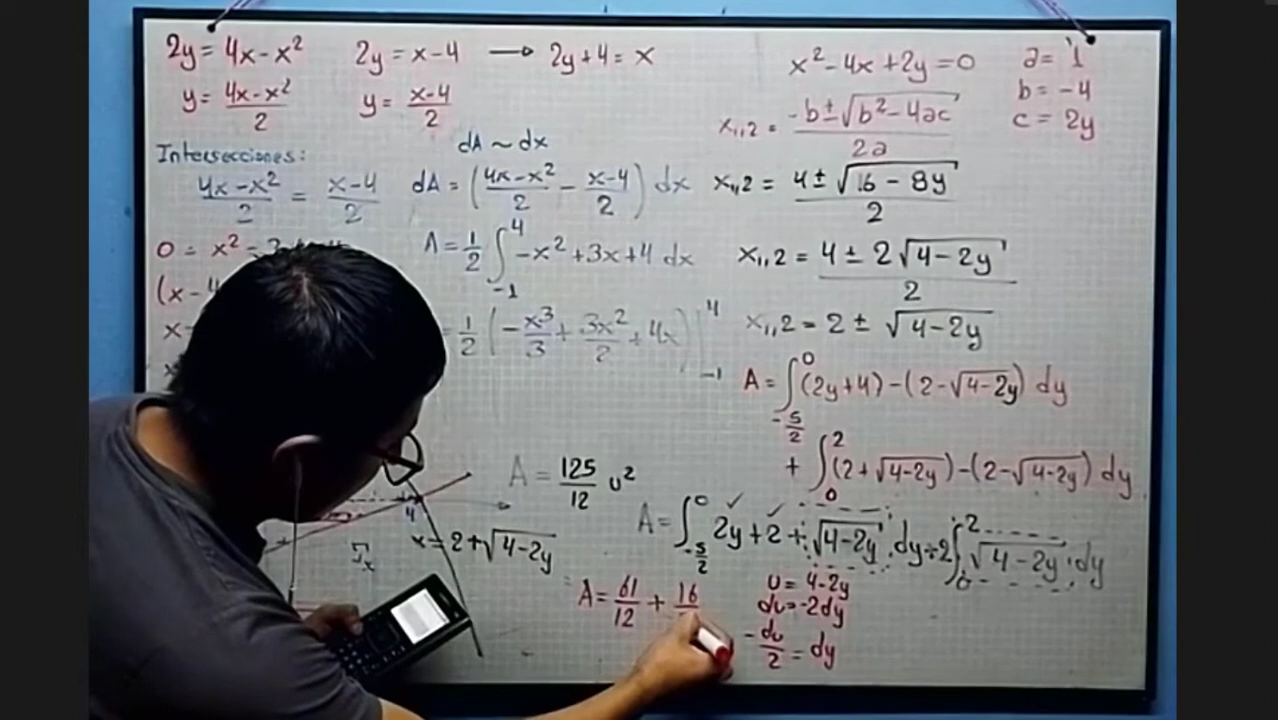 2y = 4x - x²
y = (4x - x²)/2
2y = x - 4 → 2y + 4 = x
y = (x - 4)/2
Intersecciones:
(4x - x²)/2 = (x - 4)/2
0 = x²
(x - 4
x
dA ~ dx
dA = ((4x - x²)/2 - (x - 4)/2) dx
A = 1/2 ∫₋₁⁴ -x² + 3x + 4 dx
= 1/2 (-x³/3 + 3x²/2 + 4x) |₋₁⁴
A = 125/12 u²
x² - 4x + 2y = 0
a = 1
b = -4
c = 2y
x₁,₂ = (-b ± √(b² - 4ac))/2a
x₁,₂ = (4 ± √(16 - 8y))/2
x₁,₂ = (4 ± 2√(4 - 2y))/2
x₁,₂ = 2 ± √(4 - 2y)
A = ∫₋₅/₂⁰ (2y + 4) - (2 - √(4 - 2y)) dy
+ ∫₀² (2 + √(4 - 2y)) - (2 - √(4 - 2y)) dy
A = ∫₋₅/₂⁰ 2y + 2 + √(4 - 2y) dy + 2 ∫₀² √(4 - 2y) dy
4
x = 2 + √(4 - 2y)
A = 61/12 + 16
u = 4 - 2y
du = -2dy
-du/2 = dy